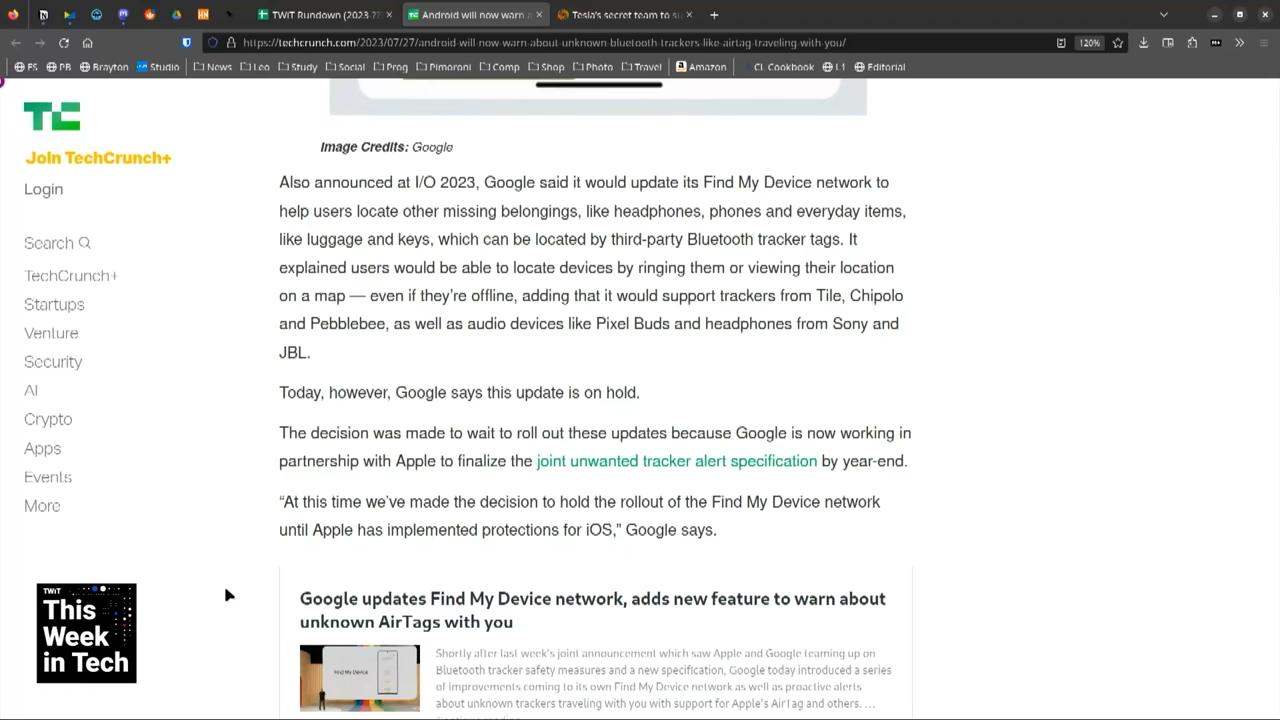 TWiT Rundown (2023-??
Android will now warn a
Tesla's secret team to su
https://techcrunch.com/2023/07/27/android-will-now-warn-about-unknown-bluetooth-trackers-like-airtag-traveling-with-you/
120%
FS PB Brayton Studio News Leo Study Social Prog Pimoroni Comp Shop Photo Travel Amazon CL Cookbook L1 Editorial
TC
Join TechCrunch+
Login
Search
TechCrunch+
Startups
Venture
Security
AI
Crypto
Apps
Events
More
Image Credits: Google
Also announced at I/O 2023, Google said it would update its Find My Device network to
help users locate other missing belongings, like headphones, phones and everyday items,
like luggage and keys, which can be located by third-party Bluetooth tracker tags. It
explained users would be able to locate devices by ringing them or viewing their location
on a map — even if they're offline, adding that it would support trackers from Tile, Chipolo
and Pebblebee, as well as audio devices like Pixel Buds and headphones from Sony and
JBL.
Today, however, Google says this update is on hold.
The decision was made to wait to roll out these updates because Google is now working in
partnership with Apple to finalize the joint unwanted tracker alert specification by year-end.
“At this time we've made the decision to hold the rollout of the Find My Device network
until Apple has implemented protections for iOS,” Google says.
Google updates Find My Device network, adds new feature to warn about
unknown AirTags with you
Find My Device
Shortly after last week's joint announcement which saw Apple and Google teaming up on
Bluetooth tracker safety measures and a new specification, Google today introduced a series
of improvements coming to its own Find My Device network as well as proactive alerts
about unknown trackers traveling with you with support for Apple's AirTag and others. ...
Continue reading
TWiT
This
Week
in Tech